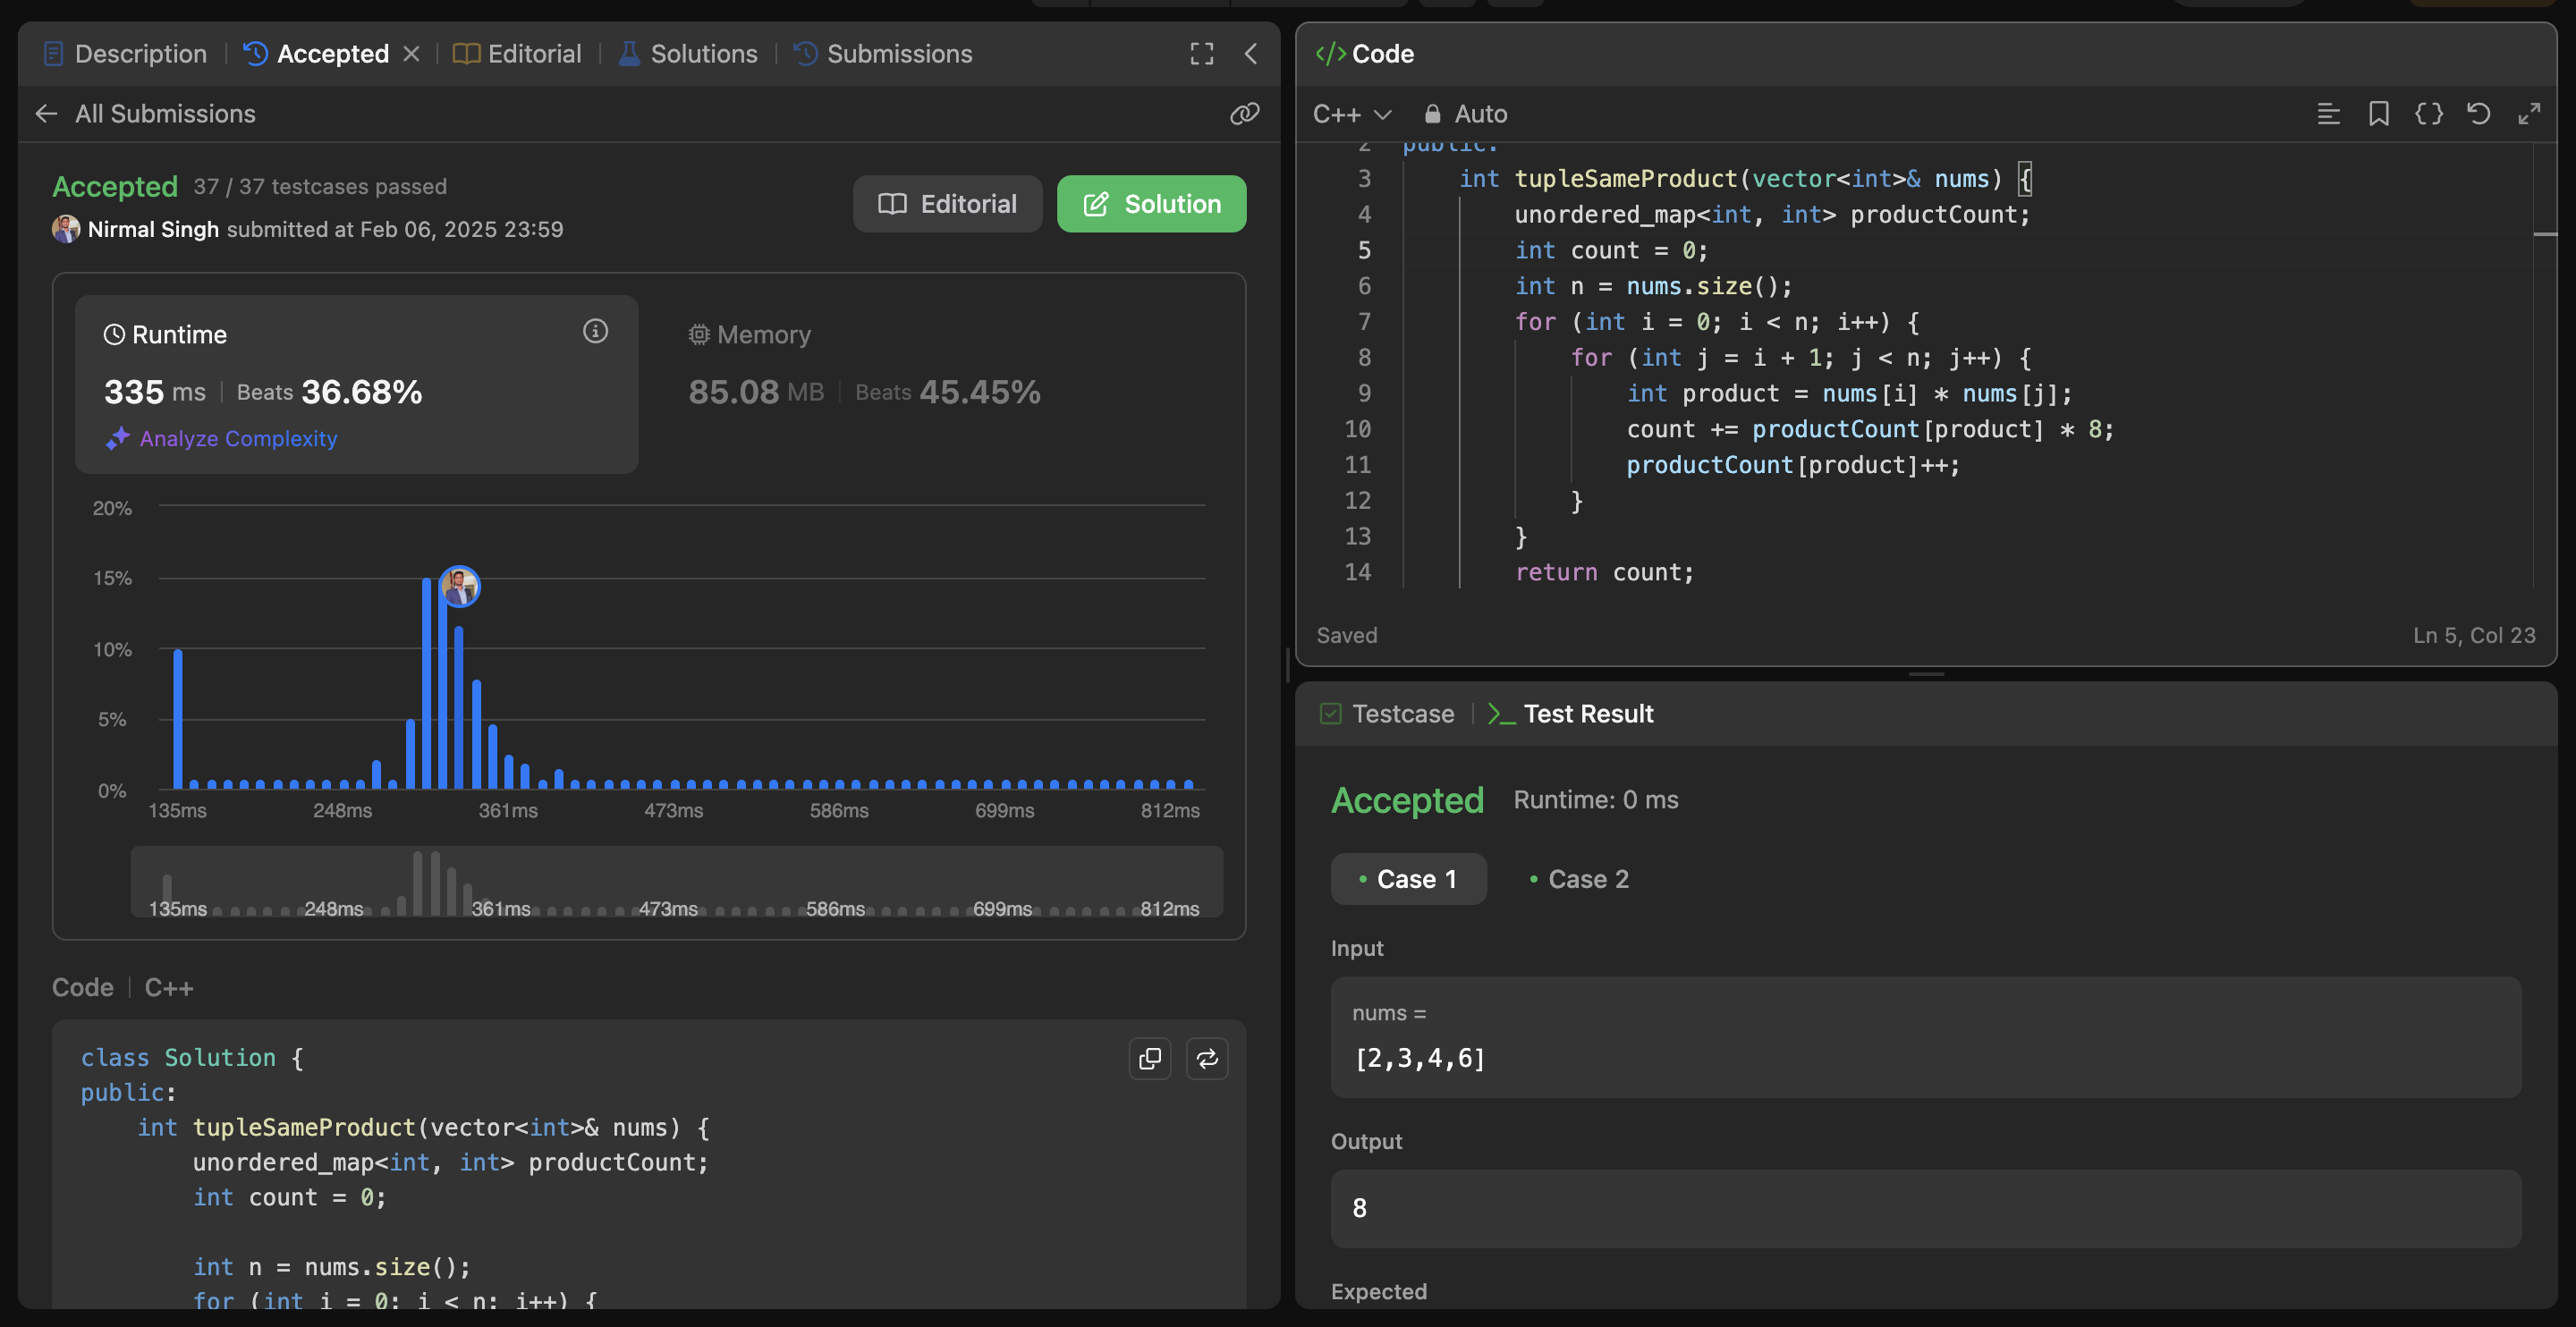 Description
Accepted
Editorial
Solutions
Submissions
All Submissions
Accepted 37 / 37 testcases passed
Nirmal Singh submitted at Feb 06, 2025 23:59
Editorial
Solution
Runtime
335 ms Beats 36.68%
Analyze Complexity
Memory
85.08 MB Beats 45.45%
20%
15%
10%
5%
0%
135ms 248ms 361ms 473ms 586ms 699ms 812ms
135ms 248ms 361ms 473ms 586ms 699ms 812ms
Code C++
class Solution {
public:
    int tupleSameProduct(vector<int>& nums) {
        unordered_map<int, int> productCount;
        int count = 0;
        int n = nums.size();
        for (int i = 0; i < n; i++) {
</> Code
C++ Auto
2 public:
3     int tupleSameProduct(vector<int>& nums) {
4         unordered_map<int, int> productCount;
5         int count = 0;
6         int n = nums.size();
7         for (int i = 0; i < n; i++) {
8             for (int j = i + 1; j < n; j++) {
9                 int product = nums[i] * nums[j];
10                 count += productCount[product] * 8;
11                 productCount[product]++;
12             }
13         }
14         return count;
Saved
Ln 5, Col 23
Testcase
>_ Test Result
Accepted Runtime: 0 ms
• Case 1 • Case 2
Input
nums =
[2,3,4,6]
Output
8
Expected